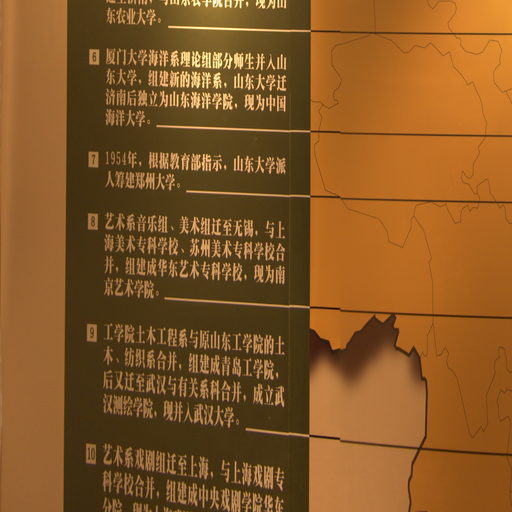 东农业大学。
6 厦门大学海洋系理论组部分师生并入山
东大学，组建新的海洋系，山东大学迁
济南后独立为山东海洋学院，现为中国
海洋大学。
7 1954年，根据教育部指示，山东大学派
人筹建郑州大学。
8 艺术系音乐组、美术组迁至无锡，与上
海美术专科学校、苏州美术专科学校合
并，组建成华东艺术专科学校，现为南
京艺术学院。
9 工学院土木工程系与原山东工学院的土
木、纺织系合并，组建成青岛工学院，
后又迁至武汉与有关系科合并，成立武
汉测绘学院，现并入武汉大学。
10 艺术系戏剧组迁至上海，与上海戏剧专
科学校合并，组建成中央戏剧学院华东